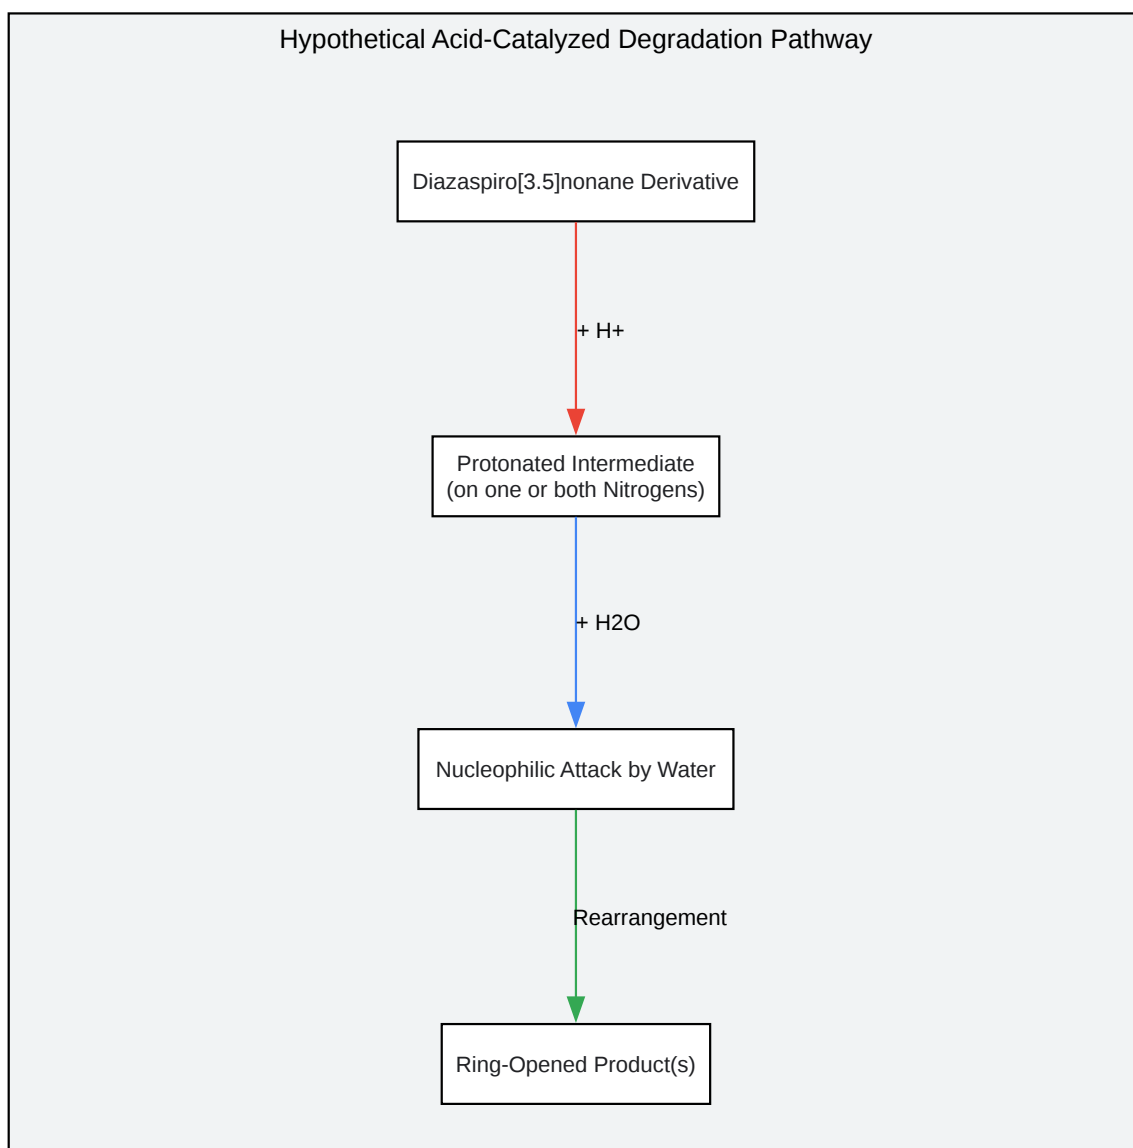 Hypothetical Acid-Catalyzed Degradation Pathway
Diazaspiro[3.5]nonane Derivative
+ H+
Protonated Intermediate
(on one or both Nitrogens)
+ H2O
Nucleophilic Attack by Water
Rearrangement
Ring-Opened Product(s)